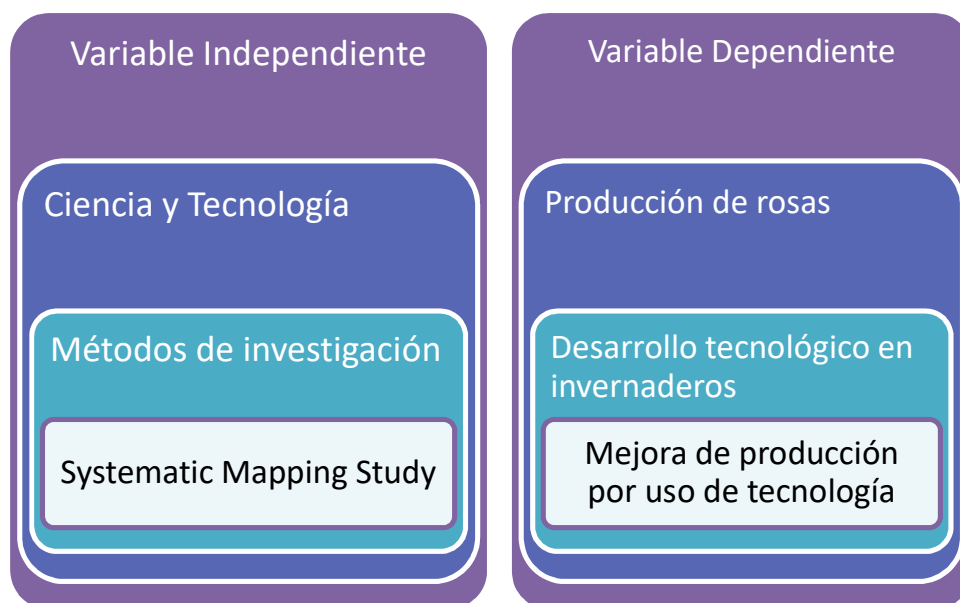 Variable Independiente
Ciencia y Tecnología
Métodos de investigación
Systematic Mapping Study
Variable Dependiente
Producción de rosas
Desarrollo tecnológico en
invernaderos
Mejora de producción
por uso de tecnología